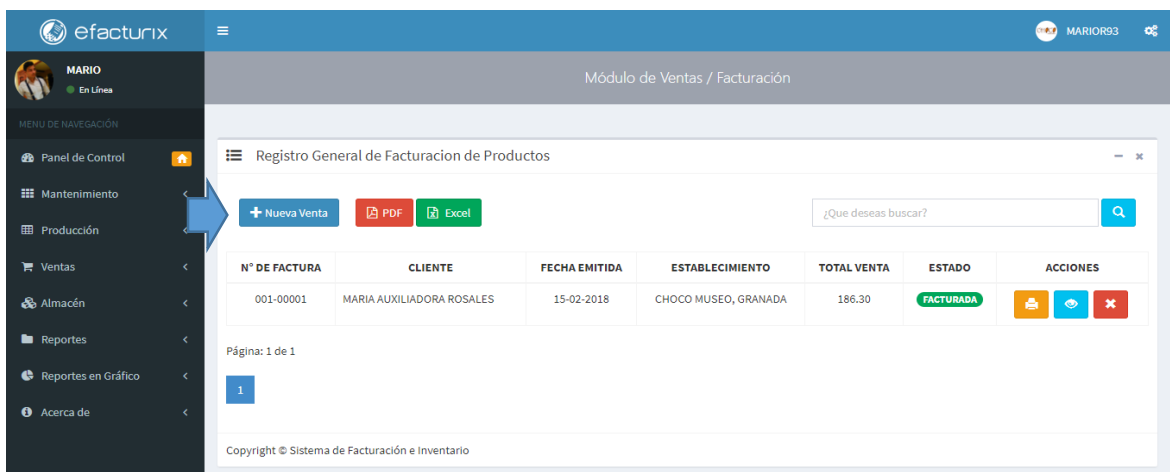 efacturix
MARIOR93
MARIO
En Línea
Módulo de Ventas / Facturación
MENU DE NAVEGACIÓN
Panel de Control
Mantenimiento
Producción
Ventas
Almacén
Reportes
Reportes en Gráfico
Acerca de
Registro General de Facturacion de Productos
Nueva Venta PDF Excel ¿Que deseas buscar?
N° DE FACTURA CLIENTE FECHA EMITIDA ESTABLECIMIENTO TOTAL VENTA ESTADO ACCIONES
001-00001 MARIA AUXILIADORA ROSALES 15-02-2018 CHOCO MUSEO, GRANADA 186.30 FACTURADA
Página: 1 de 1
1
Copyright © Sistema de Facturación e Inventario